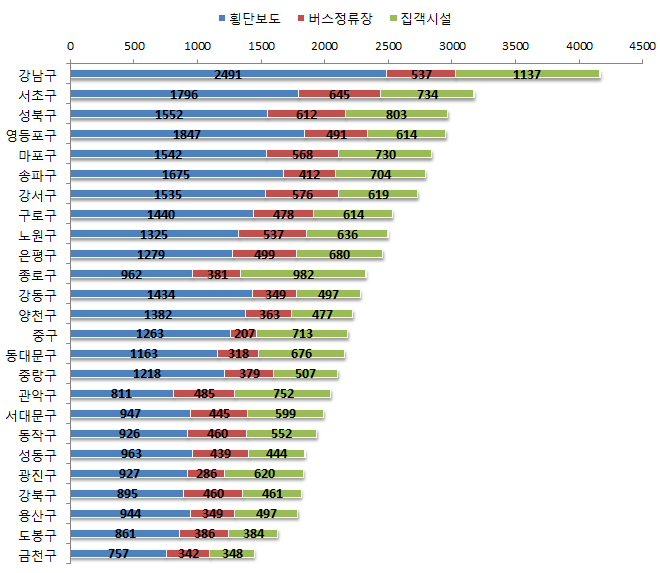 횡단보도 버스정류장 집객시설
0 500 1000 1500 2000 2500 3000 3500 4000 4500
강남구 2491 537 1137
서초구 1796 645 734
성북구 1552 612 803
영등포구 1847 491 614
마포구 1542 568 730
송파구 1675 412 704
강서구 1535 576 619
구로구 1440 478 614
노원구 1325 537 636
은평구 1279 499 680
종로구 962 381 982
강동구 1434 349 497
양천구 1382 363 477
중구 1263 207 713
동대문구 1163 318 676
중랑구 1218 379 507
관악구 811 485 752
서대문구 947 445 599
동작구 926 460 552
성동구 963 439 444
광진구 927 286 620
강북구 895 460 461
용산구 944 349 497
도봉구 861 386 384
금천구 757 342 348